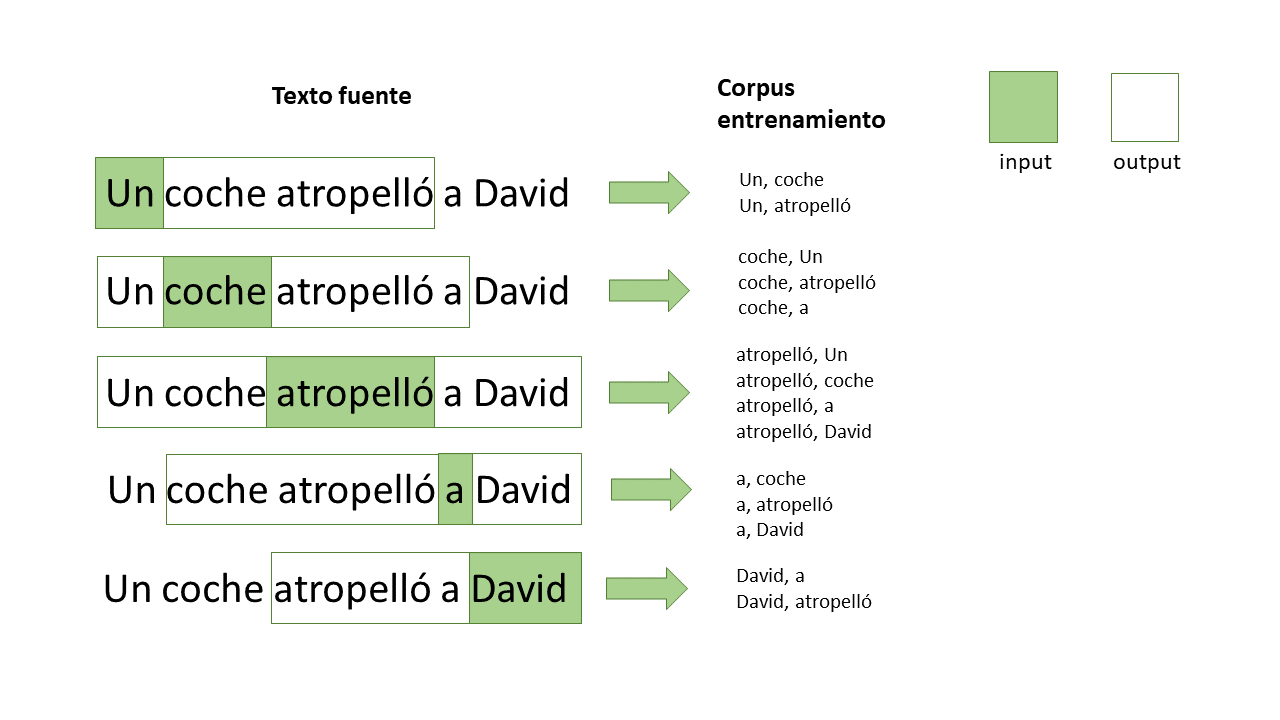 Texto fuente
Corpus
entrenamiento
input
output
Un coche atropelló a David
Un, coche
Un, atropelló
Un coche atropelló a David
coche, Un
coche, atropelló
coche, a
Un coche atropelló a David
atropelló, Un
atropelló, coche
atropelló, a
atropelló, David
Un coche atropelló a David
a, coche
a, atropelló
a, David
Un coche atropelló a David
David, a
David, atropelló